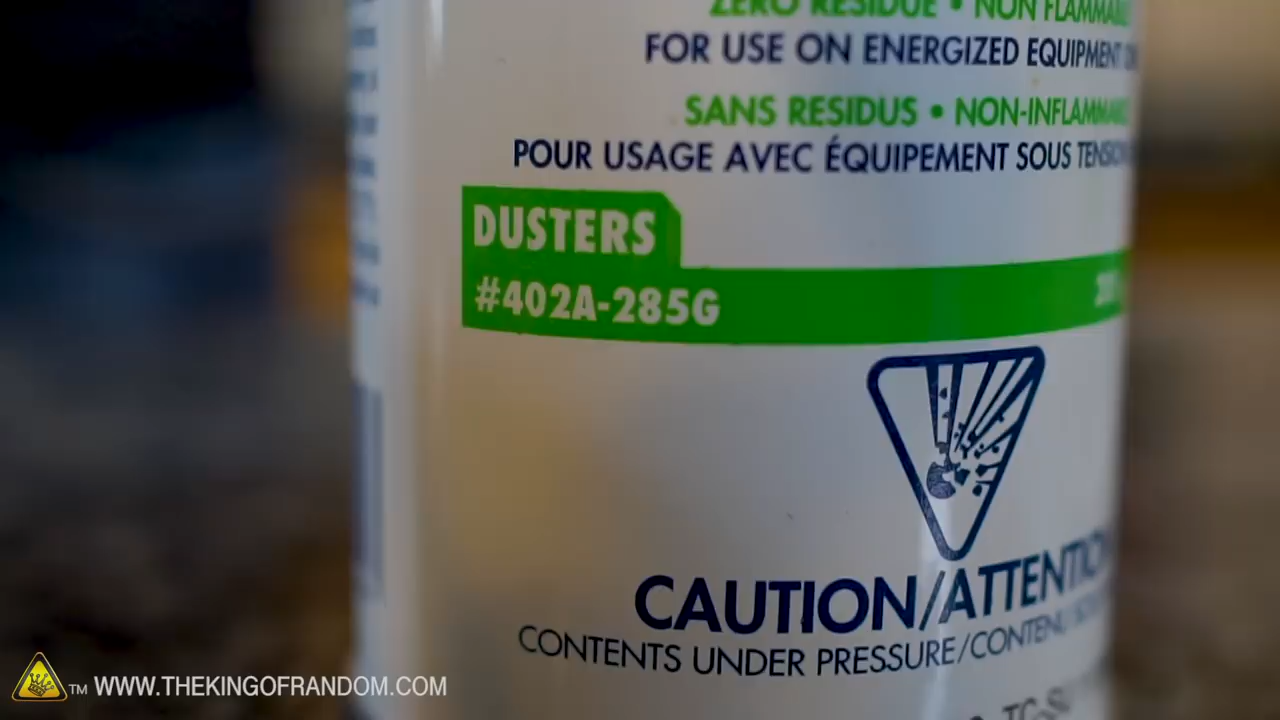 ZERO RESIDUE • NON FLAMMABLE
FOR USE ON ENERGIZED EQUIPMENT
SANS RESIDUS • NON-INFLAMMABLE
POUR USAGE AVEC ÉQUIPEMENT SOUS TENSION
DUSTERS
#402A-285G
CAUTION/ATTENTION
CONTENTS UNDER PRESSURE/CONTENU
™ WWW.THEKINGOFRANDOM.COM